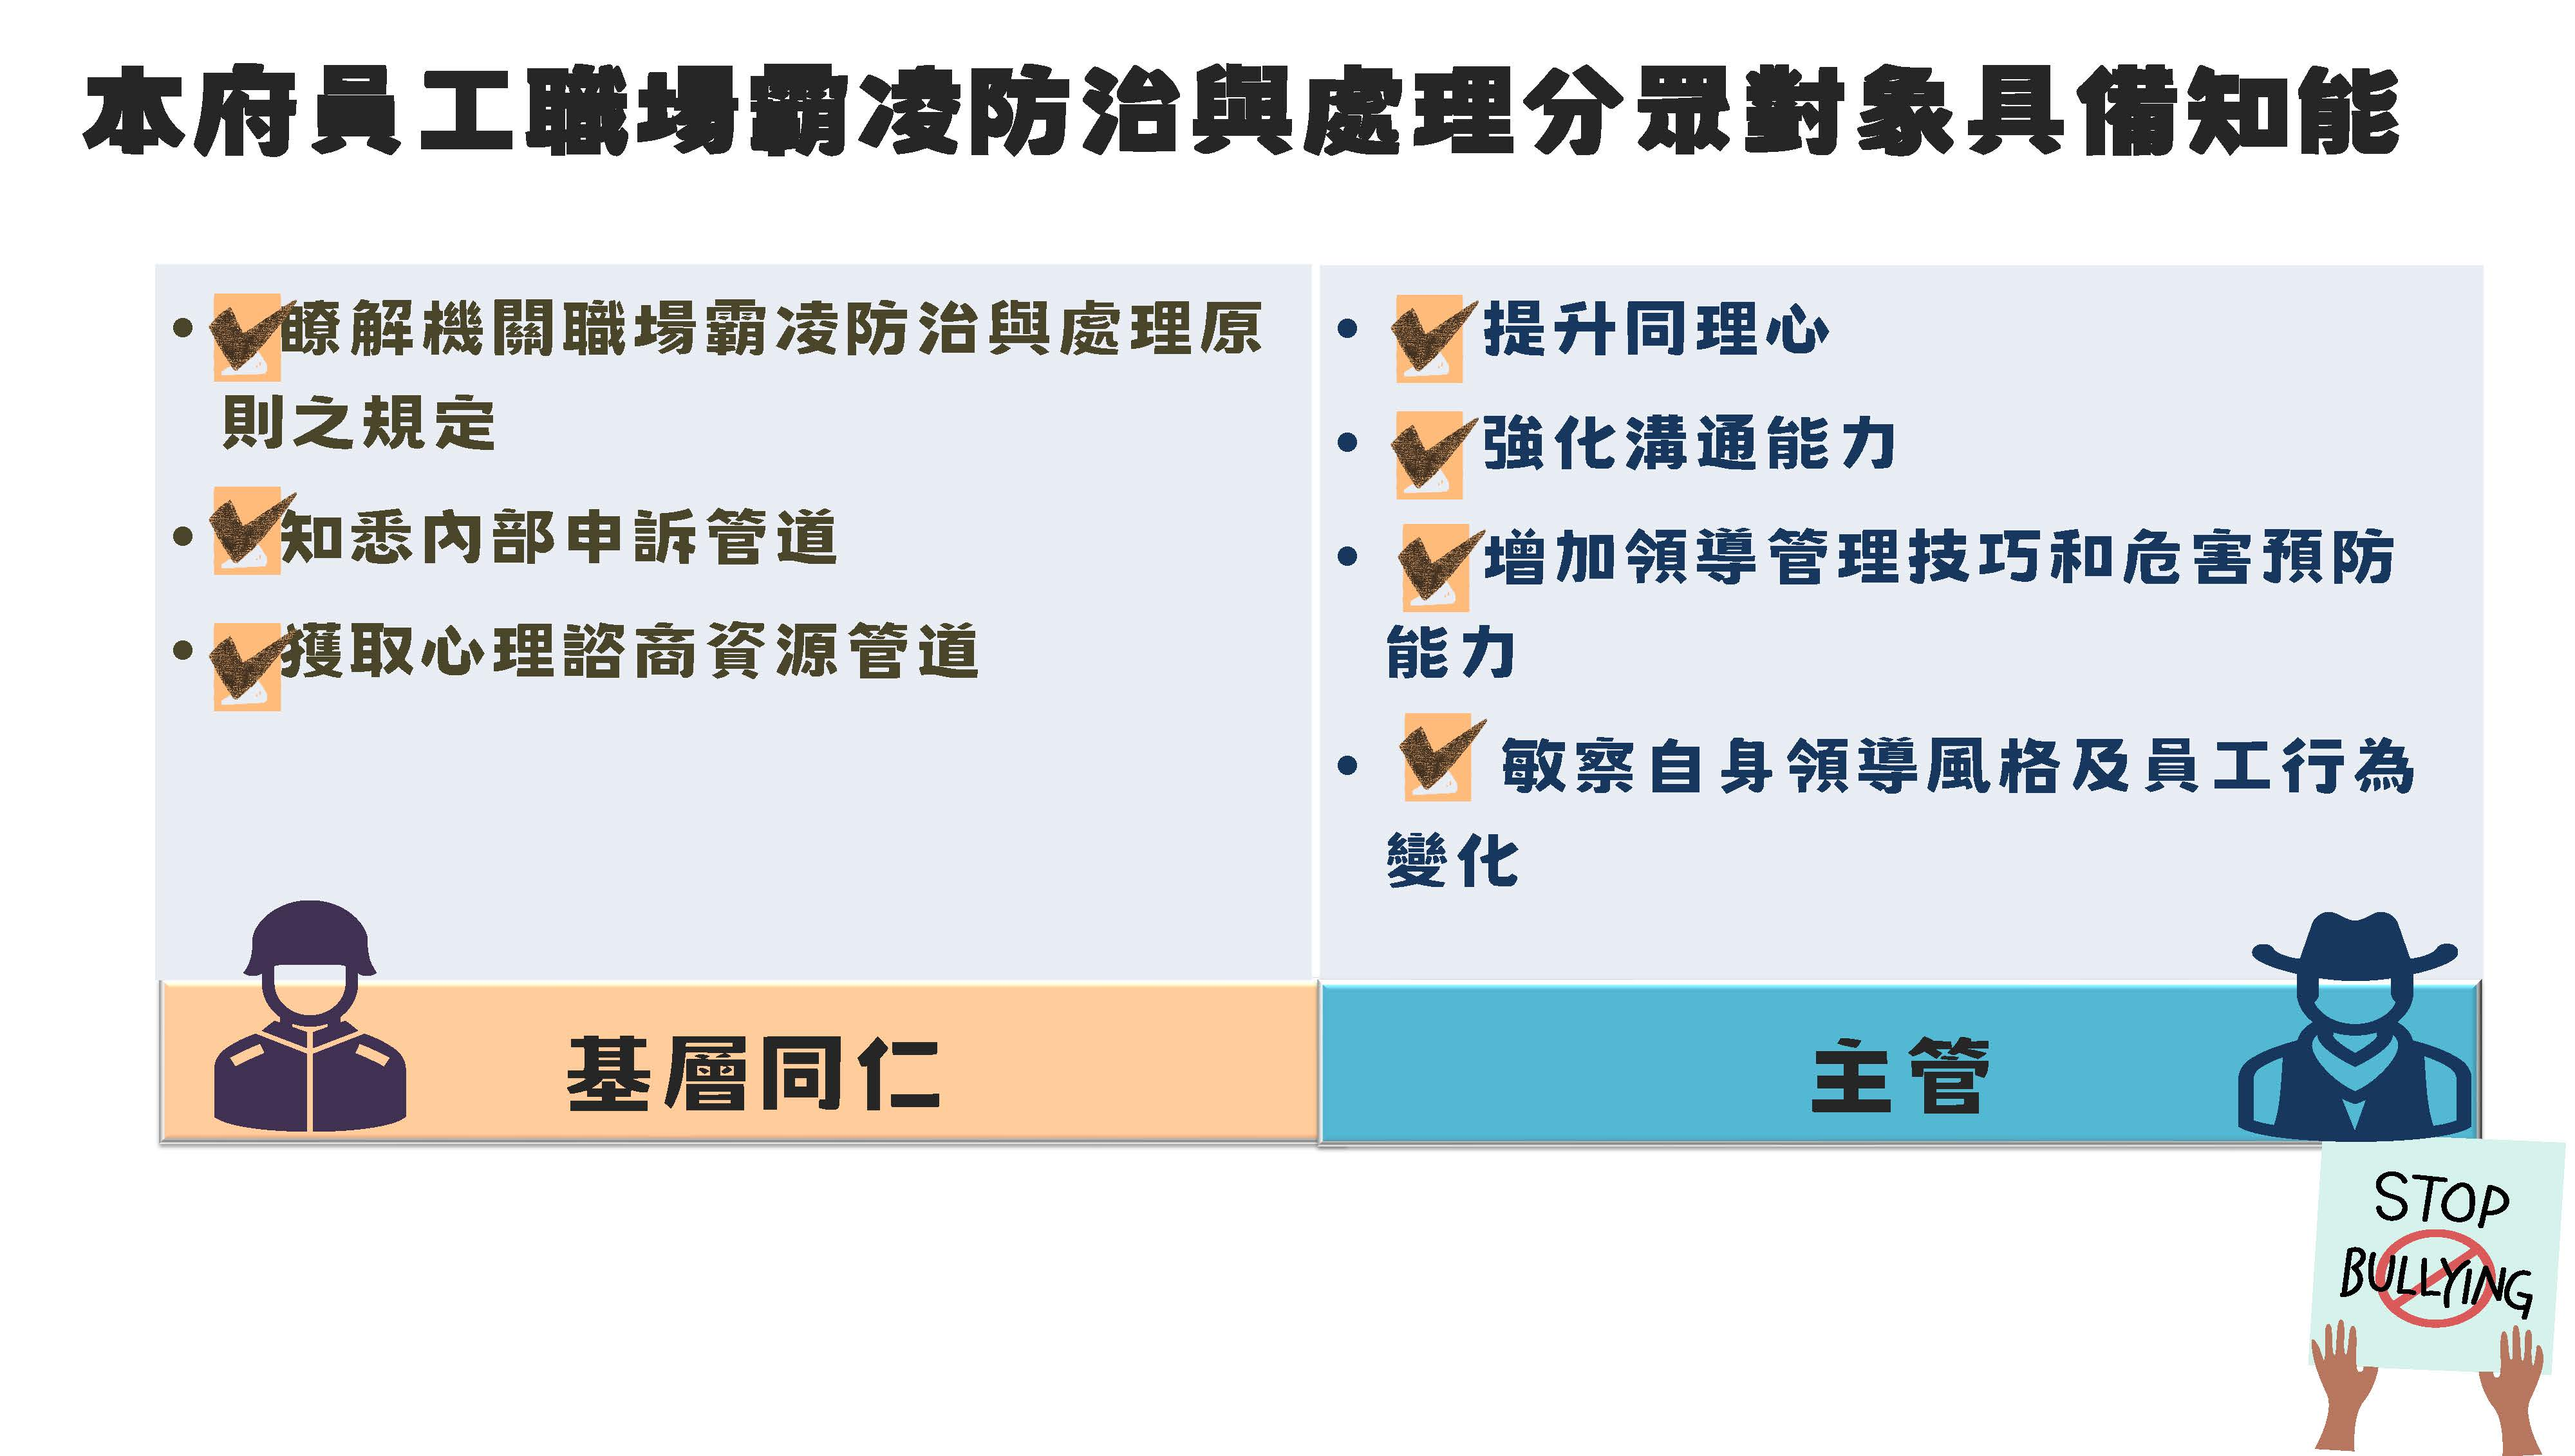 本府員工職場霸凌防治與處理分眾對象具備知能
• 瞭解機關職場霸凌防治與處理原
則之規定
• 知悉內部申訴管道
• 獲取心理諮商資源管道
基層同仁
• 提升同理心
• 強化溝通能力
• 增加領導管理技巧和危害預防
能力
• 敏察自身領導風格及員工行為
變化
主管
STOP
BULLYING